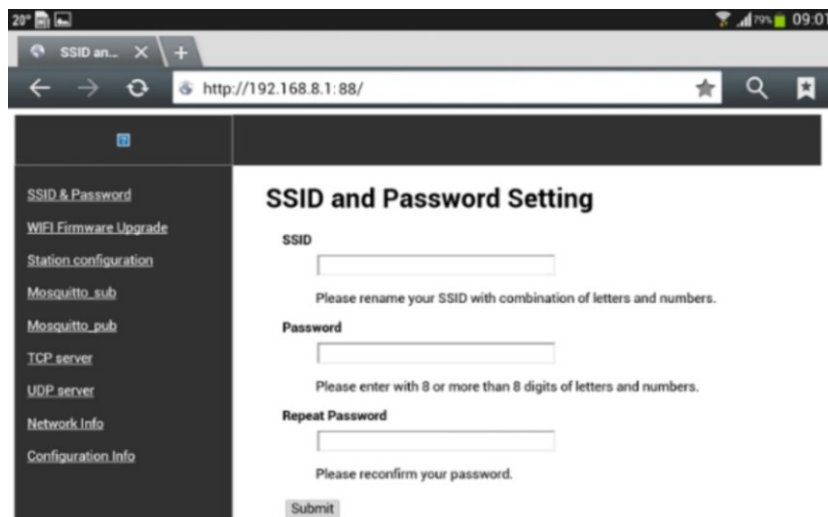 20°
79% 09:01
SSID an...
http://192.168.8.1:88/
SSID & Password
WIFI Firmware Upgrade
Station configuration
Mosquitto_sub
Mosquitto_pub
TCP server
UDP server
Network Info
Configuration Info
SSID and Password Setting
SSID
Please rename your SSID with combination of letters and numbers.
Password
Please enter with 8 or more than 8 digits of letters and numbers.
Repeat Password
Please reconfirm your password.
Submit